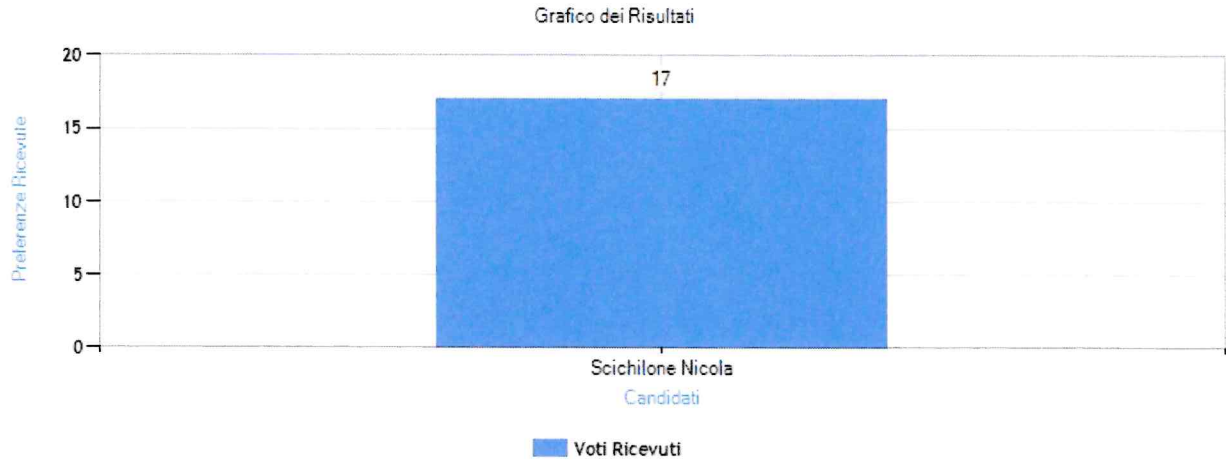 Grafico dei Risultati
20
17
15
10
5
0
Preferenze Ricevute
Scichilone Nicola
Candidati
Voti Ricevuti